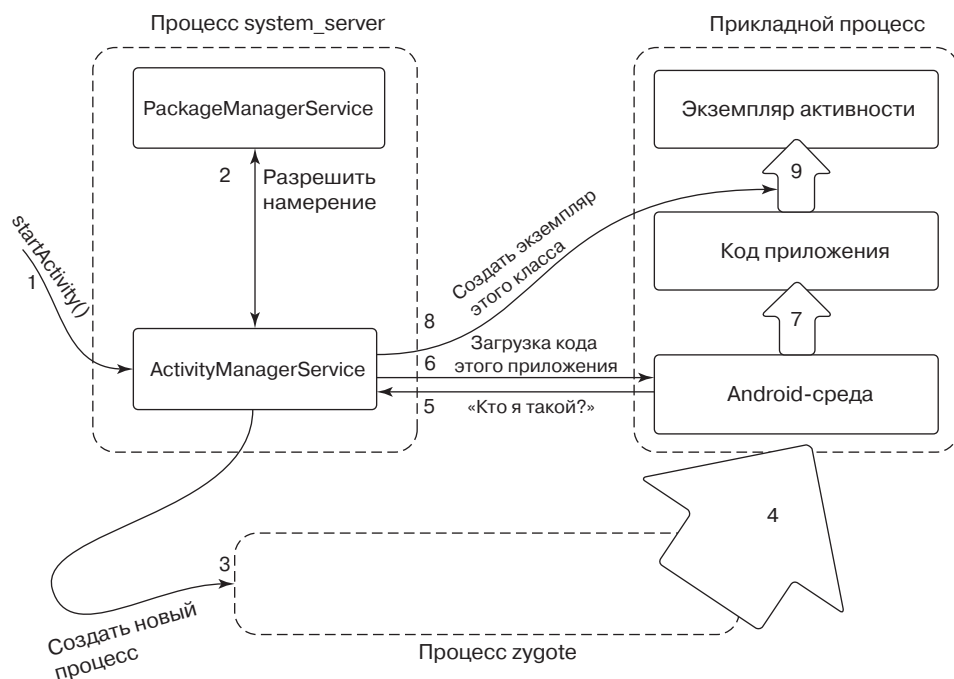 Процесс system_server
Прикладной процесс
PackageManagerService
Экземпляр активности
2
Разрешить
намерение
9
startActivity()
1
Создать экземпляр
этого класса
Код приложения
8
7
Загрузка кода
6
этого приложения
ActivityManagerService
Android-среда
5
«Кто я такой?»
4
3
Создать новый
процесс
Процесс zygote